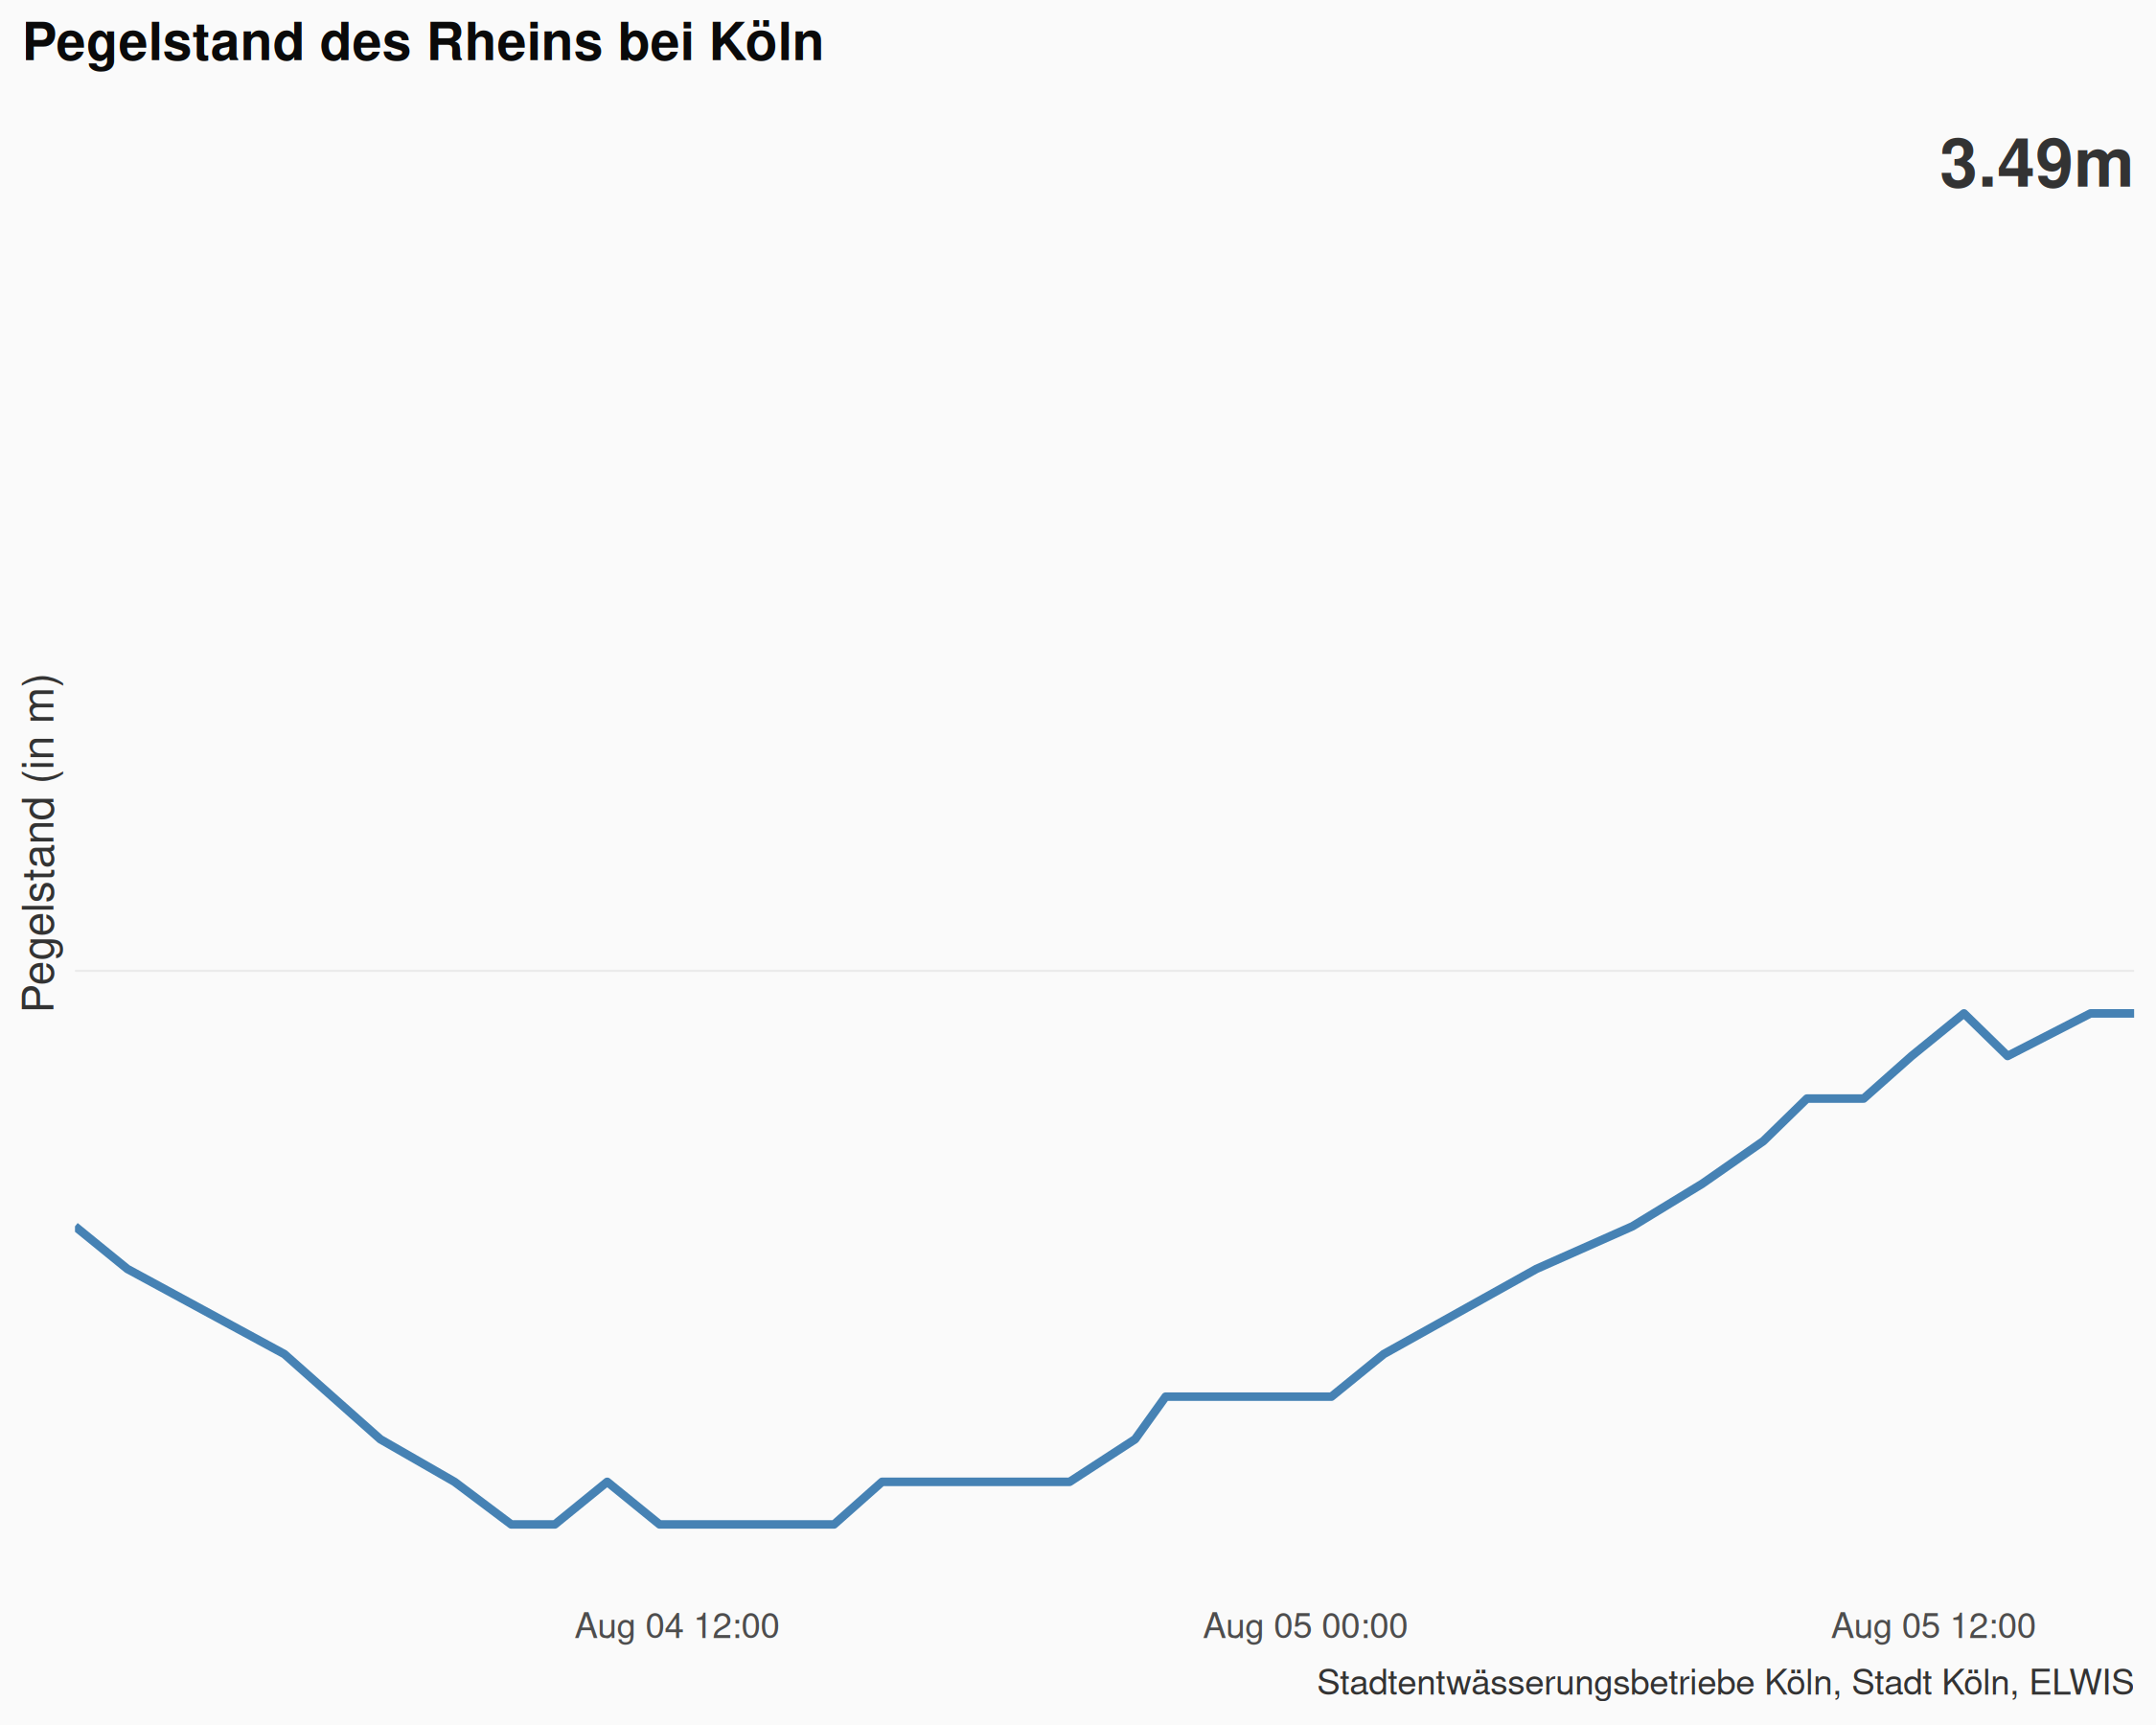 Pegelstand des Rheins bei Köln
3.49m
Pegelstand (in m)
Aug 04 12:00
Aug 05 00:00
Aug 05 12:00
Stadtentwässerungsbetriebe Köln, Stadt Köln, ELWIS